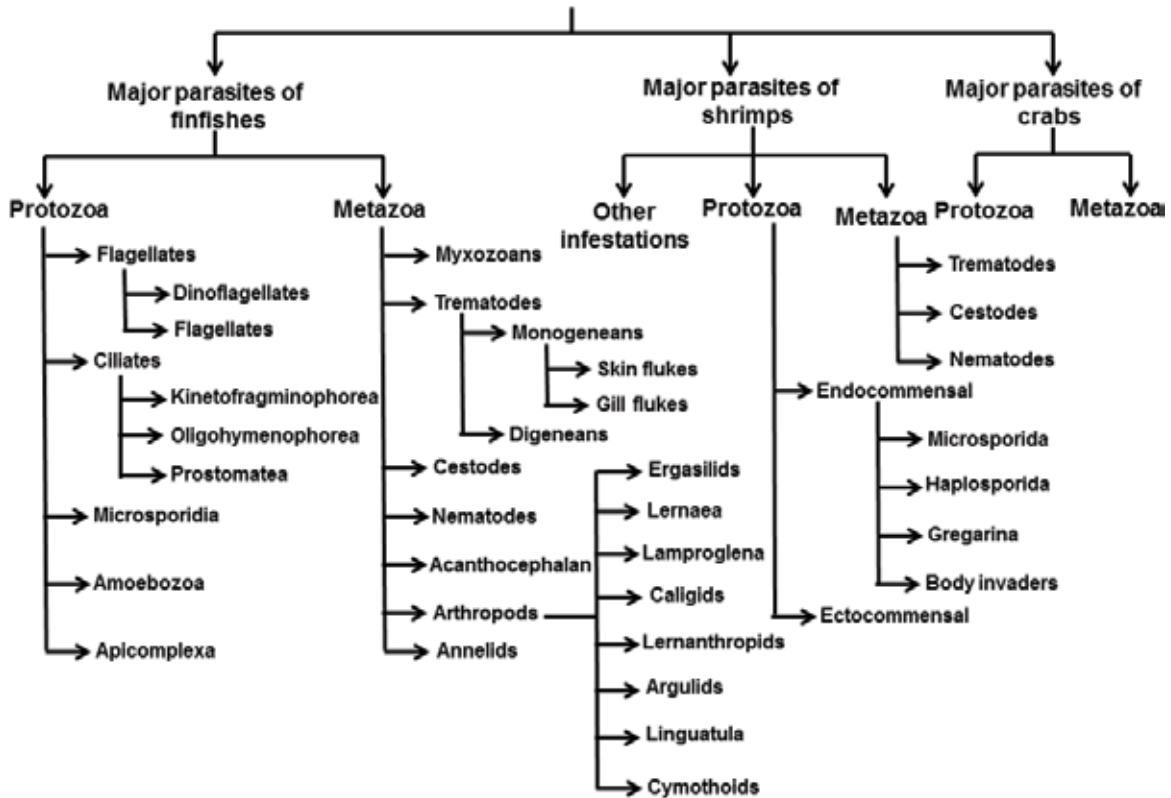 Major parasites of
finfishes
Major parasites of
shrimps
Major parasites of
crabs
Protozoa
Flagellates
Dinoflagellates
Flagellates
Ciliates
Kinetofragminophorea
Oligohymenophorea
Prostomatea
Microsporidia
Amoebozoa
Apicomplexa
Metazoa
Myxozoans
Trematodes
Monogeneans
Skin flukes
Gill flukes
Digeneans
Cestodes
Nematodes
Acanthocephalan
Arthropods
Ergasilids
Lernaea
Lamproglena
Caligids
Lernanthropids
Argulids
Linguatula
Cymothoids
Annelids
Other
infestations
Protozoa
Endocommensal
Microsporida
Haplosporida
Gregarina
Body invaders
Ectocommensal
Metazoa
Trematodes
Cestodes
Nematodes
Protozoa
Metazoa